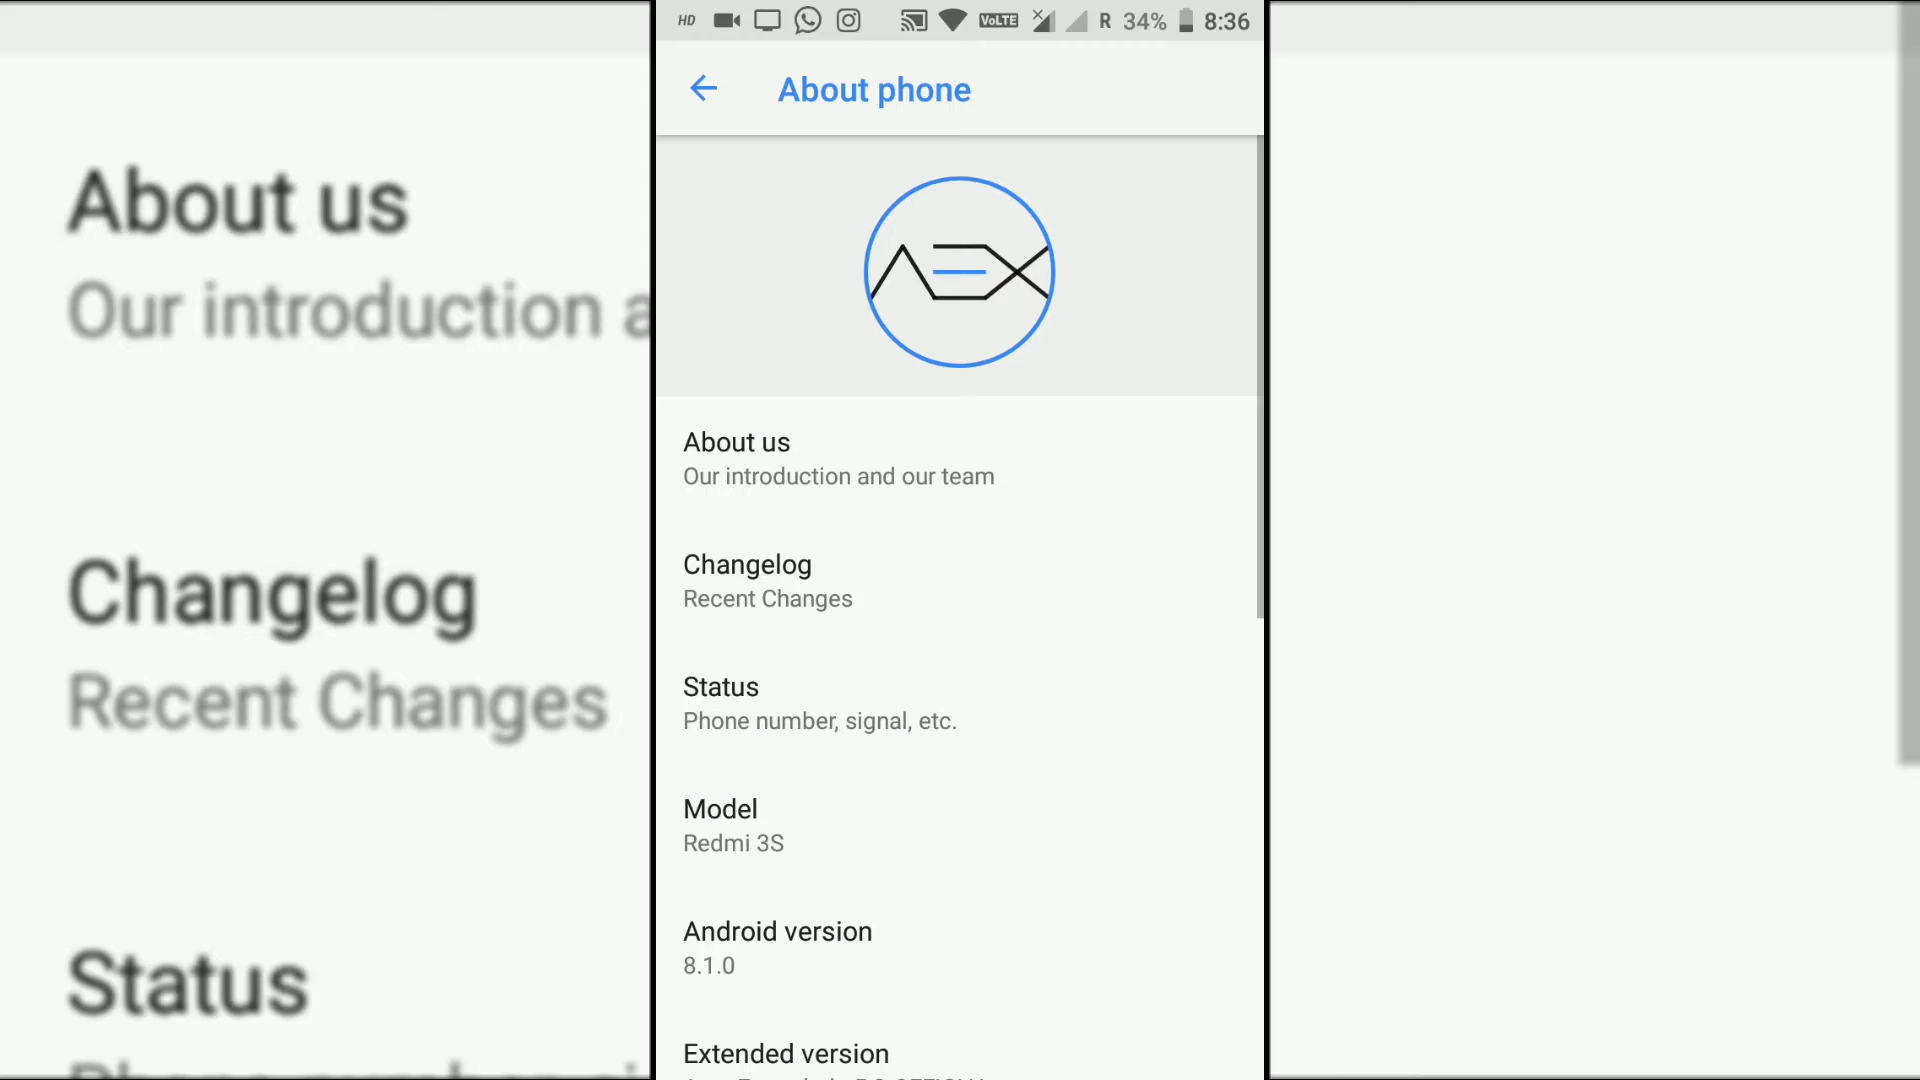 HD VoLTE R 34% 8:36
About phone
AEX
About us
Our introduction and our team
Changelog
Recent Changes
Status
Phone number, signal, etc.
Model
Redmi 3S
Android version
8.1.0
Extended version
About us
Our introduction
Changelog
Recent Changes
Status